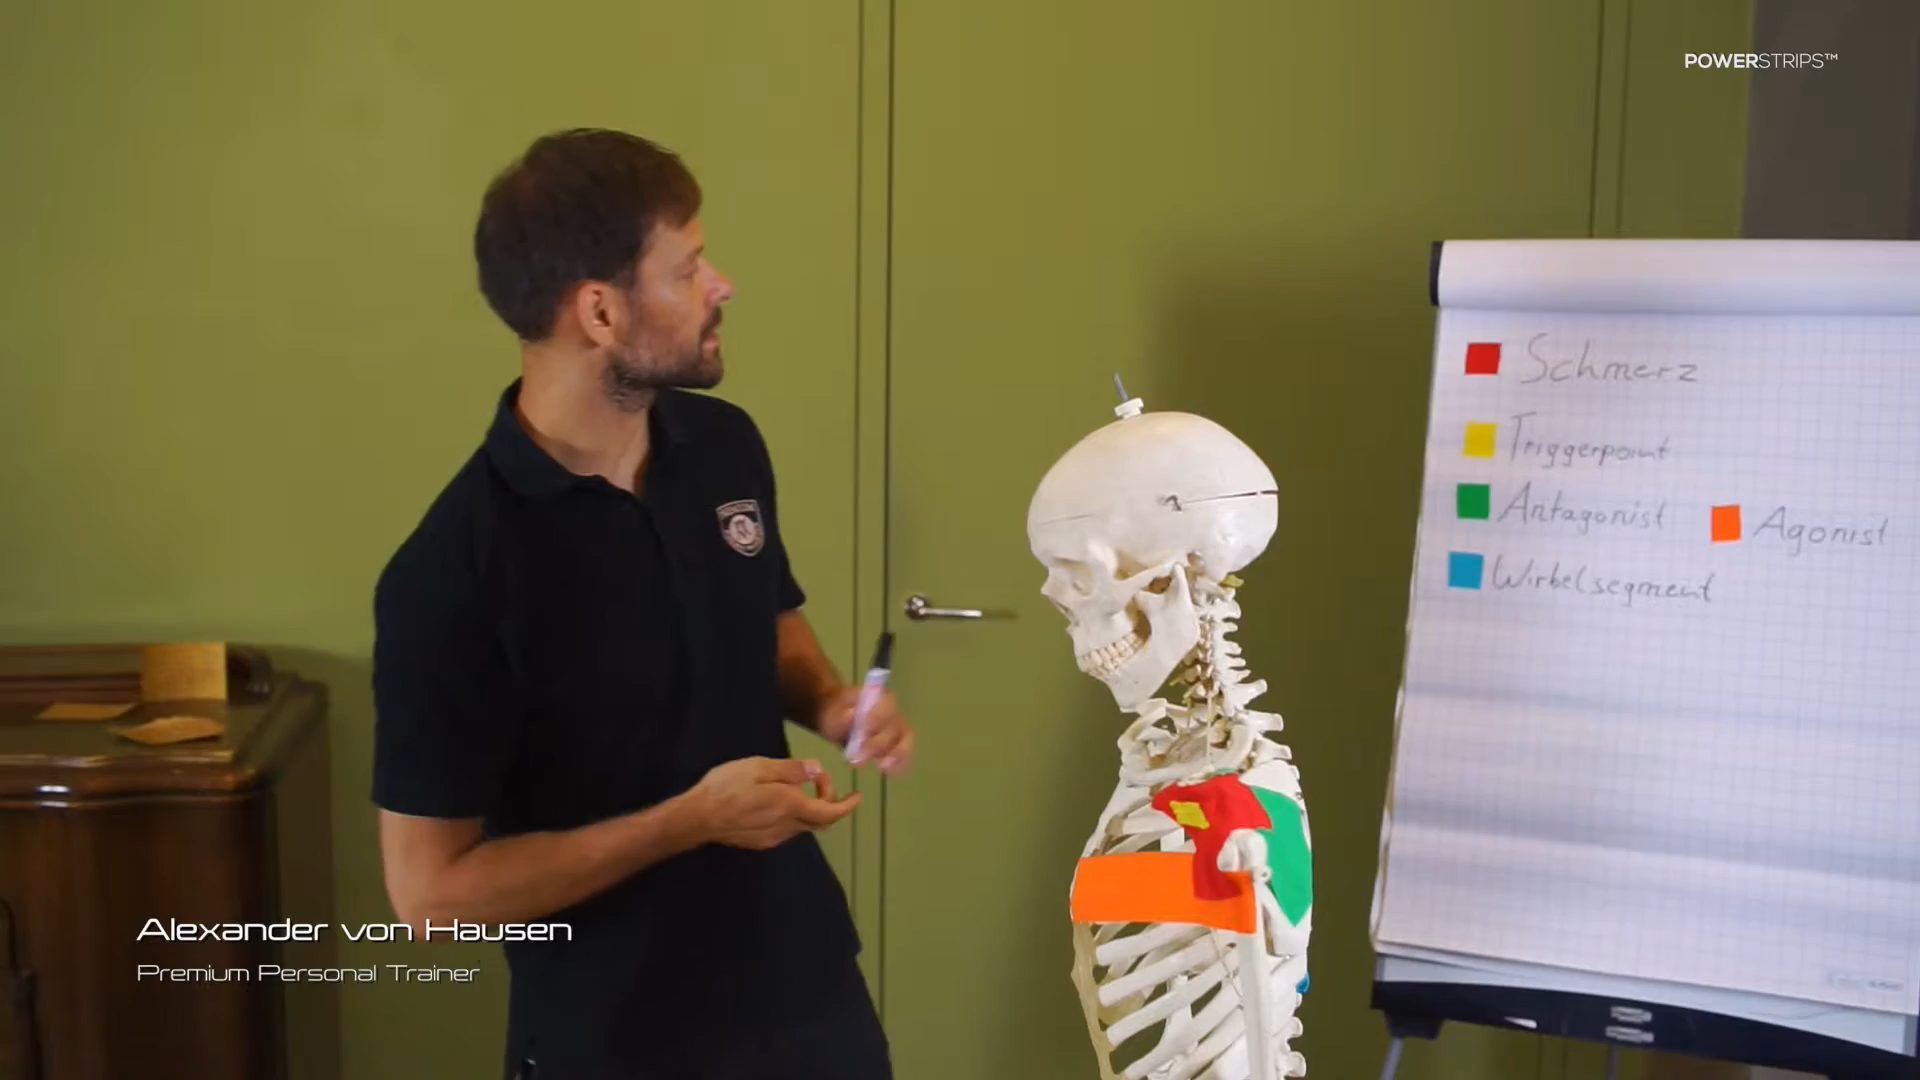 POWERSTRIPS™
Schmerz
Triggerpoint
Antagonist
Agonist
Wirbelsegment
Alexander von Hausen
Premium Personal Trainer